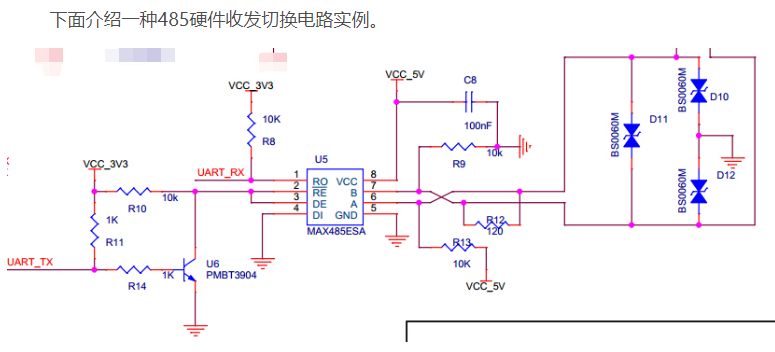 下面介绍一种485硬件收发切换电路实例。
VCC_3V3
VCC_5V
C8
100nF
10K
R8
R9
10k
BS0060M
D11
BS0060M
D10
BS0060M
D12
UART_RX
U5
VCC_3V3
R10
10k
1K
R11
1 RO VCC 8
2 RE B 7
3 DE A 6
4 DI GND 5
MAX485ESA
R12
120
R13
10K
VCC_5V
UART_TX
R14
1K
U6
PMBT3904